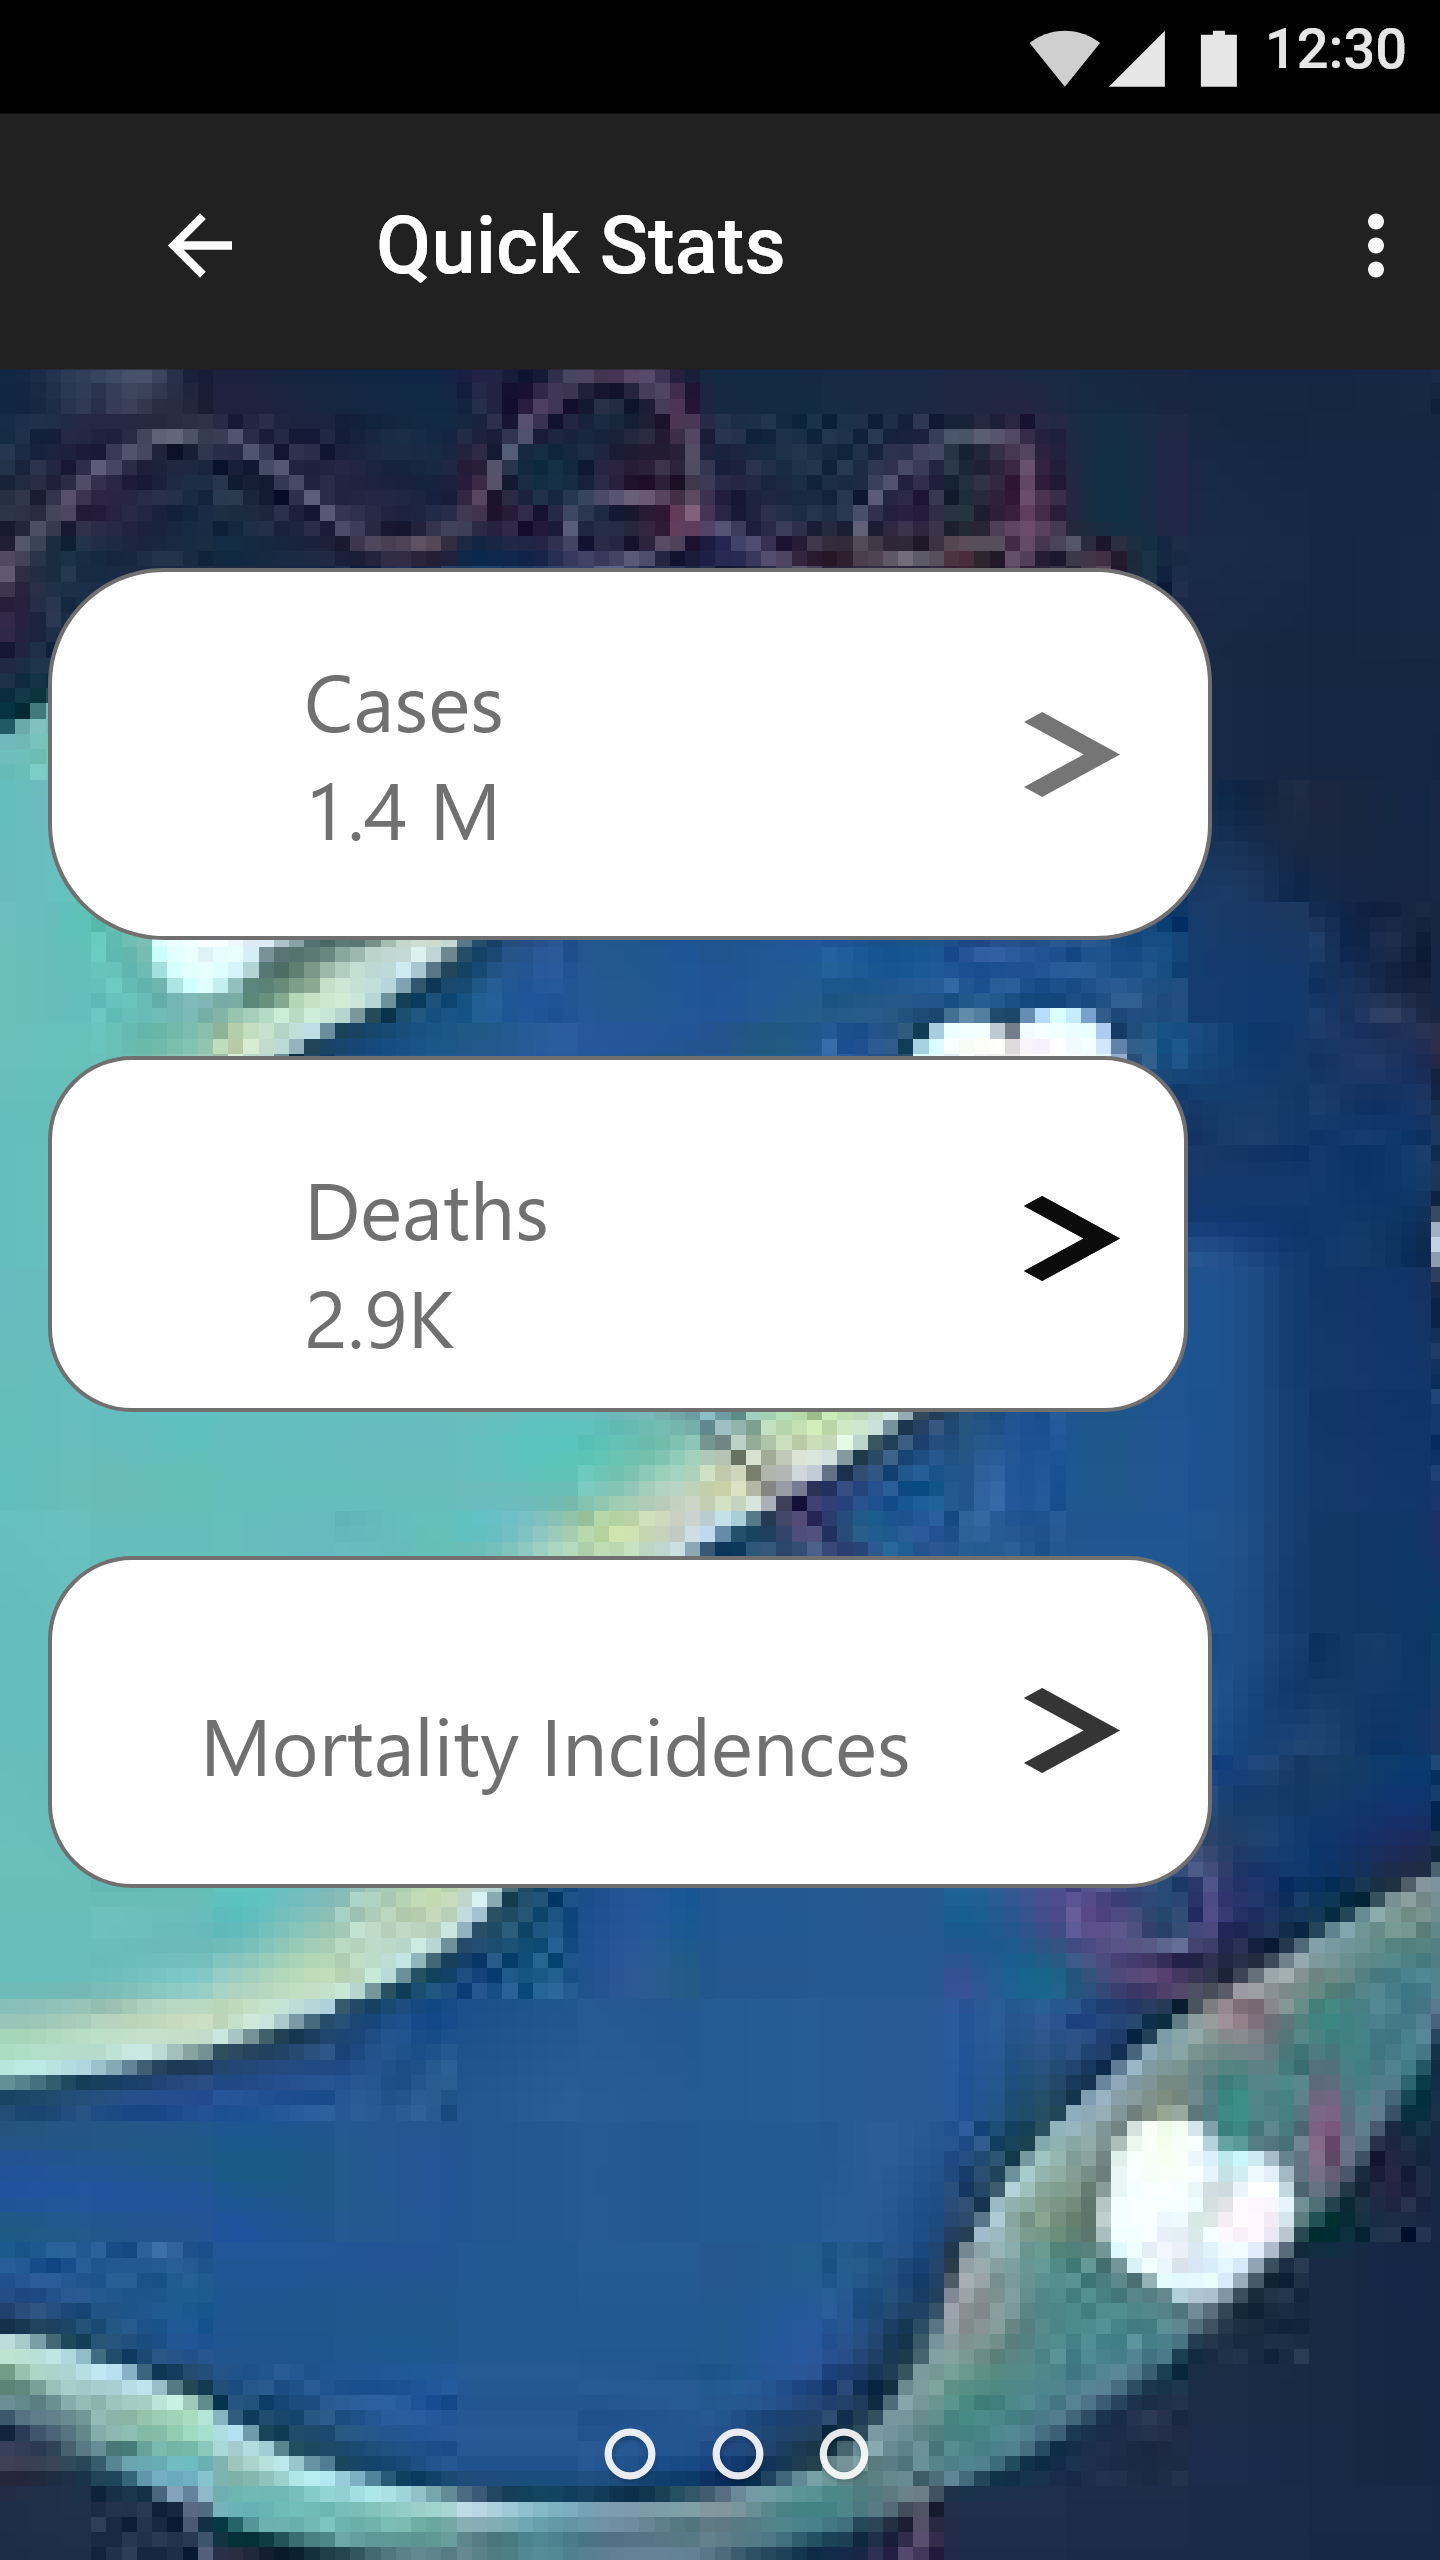 12:30
Quick Stats
Cases
1.4 M
Deaths
2.9K
Mortality Incidences